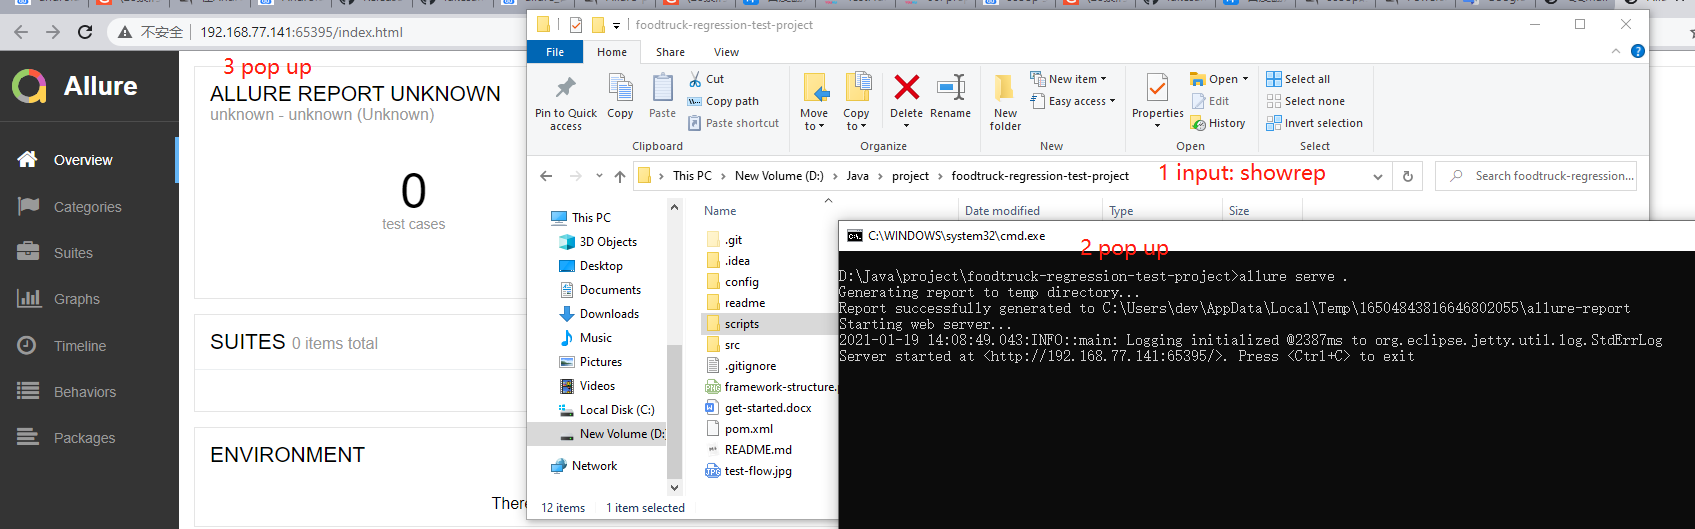 不安全 192.168.77.141:65395/index.html
Allure
Overview
Categories
Suites
Graphs
Timeline
Behaviors
Packages
3 pop up
ALLURE REPORT UNKNOWN
unknown - unknown (Unknown)
0
test cases
SUITES 0 items total
ENVIRONMENT
There
foodtruck-regression-test-project
File Home Share View
Pin to Quick access
Copy
Paste
Cut
Copy path
Paste shortcut
Clipboard
Move to
Copy to
Delete
Rename
Organize
New folder
New item
Easy access
New
Properties
Open
Edit
History
Open
Select all
Select none
Invert selection
Select
This PC > New Volume (D:) > Java > project > foodtruck-regression-test-project
1 input: showrep
Search foodtruck-regression...
This PC
3D Objects
Desktop
Documents
Downloads
Music
Pictures
Videos
Local Disk (C:)
New Volume (D:
Network
Name Date modified Type Size
.git
.idea
config
readme
scripts
src
.gitignore
framework-structure.
get-started.docx
pom.xml
README.md
test-flow.jpg
12 items 1 item selected
C:\WINDOWS\system32\cmd.exe
2 pop up
D:\Java\project\foodtruck-regression-test-project>allure serve .
Generating report to temp directory...
Report successfully generated to C:\Users\dev\AppData\Local\Temp\16504843816646802055\allure-report
Starting web server...
2021-01-19 14:08:49.043:INFO::main: Logging initialized @2387ms to org.eclipse.jetty.util.log.StdErrLog
Server started at <http://192.168.77.141:65395/>. Press <Ctrl+C> to exit